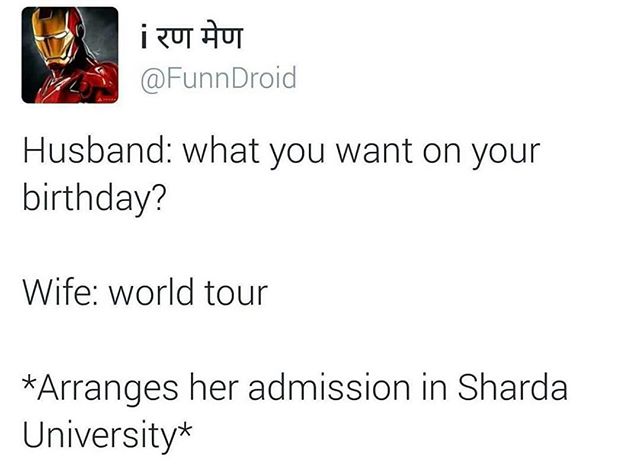 i रण मेण
@FunnDroid
Husband: what you want on your
birthday?
Wife: world tour
*Arranges her admission in Sharda
University*